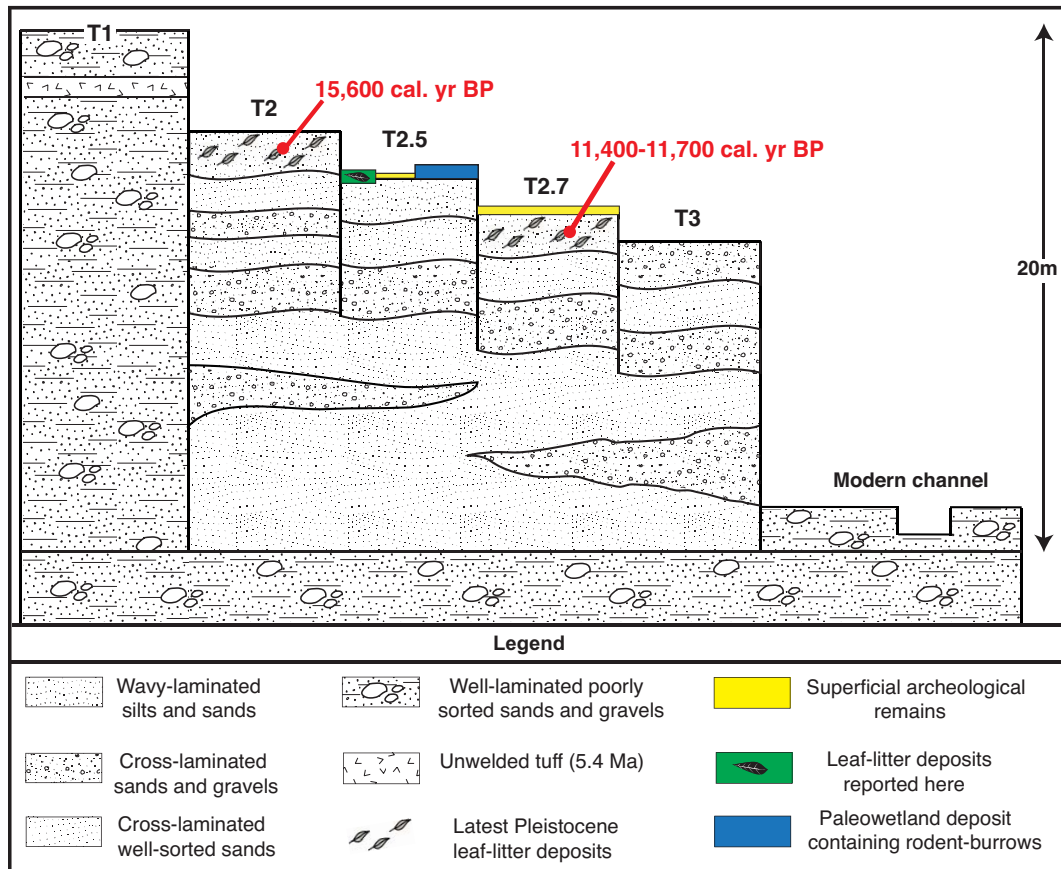 T1
15,600 cal. yr BP
T2
T2.5
11,400-11,700 cal. yr BP
T2.7
T3
20m
Modern channel
Legend
Wavy-laminated
silts and sands
Well-laminated poorly
sorted sands and gravels
Superficial archeological
remains
Cross-laminated
sands and gravels
Unwelded tuff (5.4 Ma)
Leaf-litter deposits
reported here
Cross-laminated
well-sorted sands
Latest Pleistocene
leaf-litter deposits
Paleowetland deposit
containing rodent-burrows